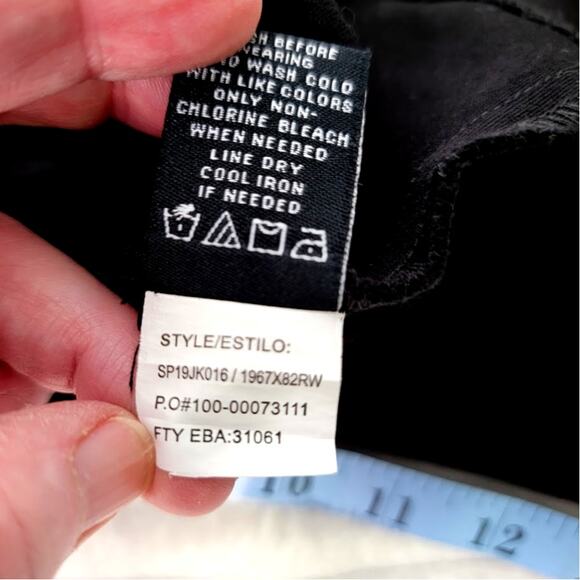 BEFORE
WEARING
WASH COLD
WITH LIKE COLORS
ONLY NON-
CHLORINE BLEACH
WHEN NEEDED
LINE DRY
COOL IRON
IF NEEDED
STYLE/ESTILO:
SP19JK016 / 1967X82RW
P.O#100-00073111
FTY EBA:31061
10 11 12